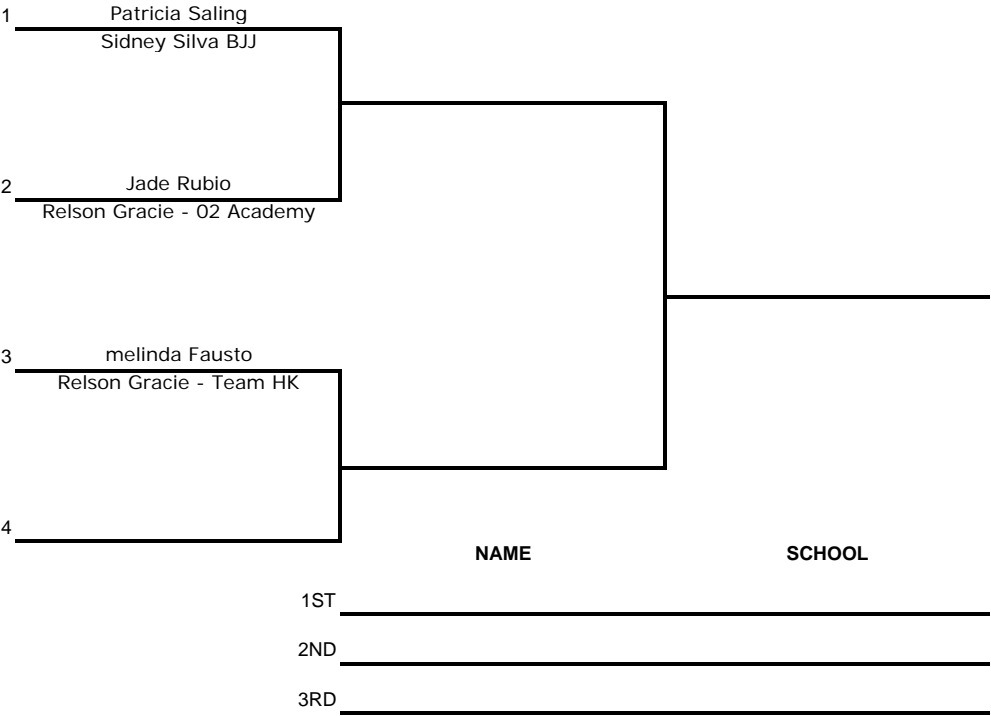 1 Patricia Saling
Sidney Silva BJJ
2 Jade Rubio
Relson Gracie - 02 Academy
3 melinda Fausto
Relson Gracie - Team HK
4
NAME SCHOOL
1ST
2ND
3RD